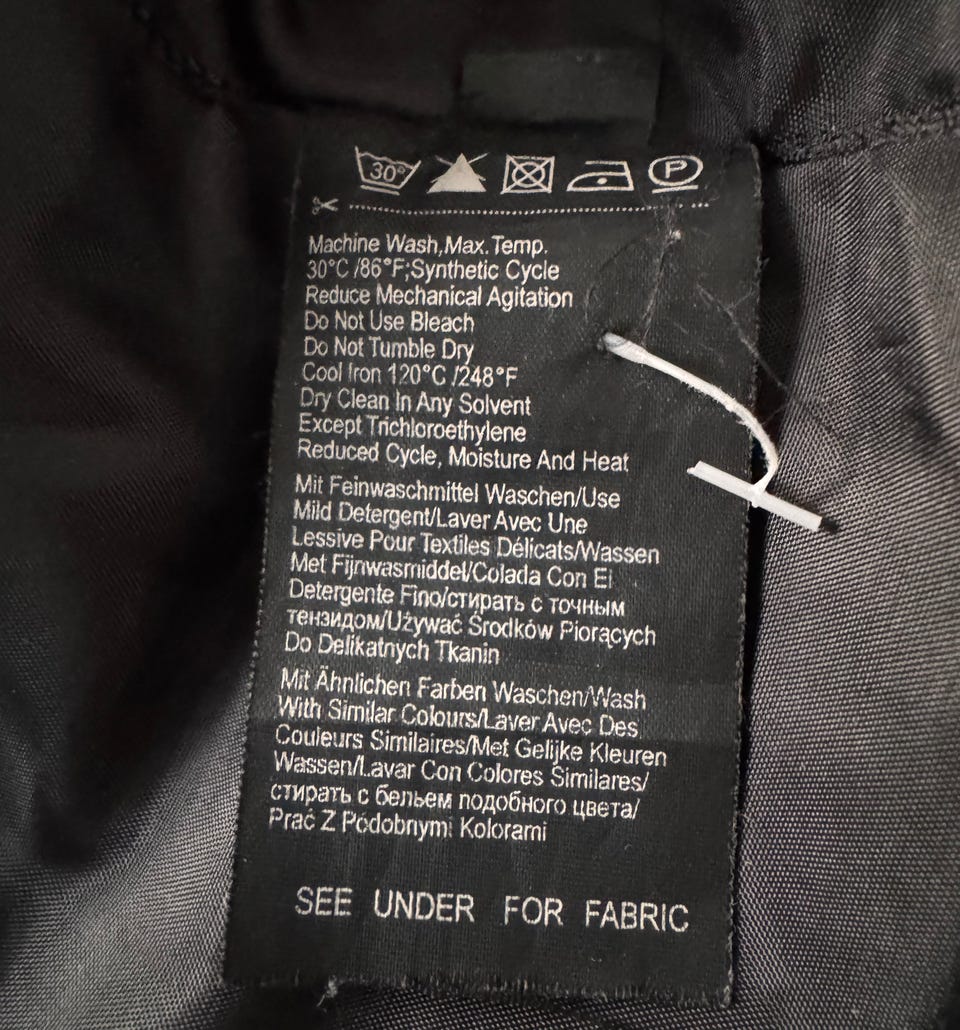 30°
P
Machine Wash,Max. Temp.
30°C /86°F;Synthetic Cycle
Reduce Mechanical Agitation
Do Not Use Bleach
Do Not Tumble Dry
Cool Iron 120°C /248°F
Dry Clean In Any Solvent
Except Trichloroethylene
Reduced Cycle, Moisture And Heat
Mit Feinwaschmittel Waschen/Use
Mild Detergent/Laver Avec Une
Lessive Pour Textiles Délicats/Wassen
Met Fijnwasmiddel/Colada Con El
Detergente Fino/стирать с точным
тензидом/Używać Środków Piorących
Do Delikatnych Tkanin
Mit Ähnlichen Farben Waschen/Wash
With Similar Colours/Laver Avec Des
Couleurs Similaires/Met Gelijke Kleuren
Wassen/Lavar Con Colores Similares/
стирать с бельем подобного цвета/
Prać Z Pódobnymi Kolorami
SEE UNDER FOR FABRIC